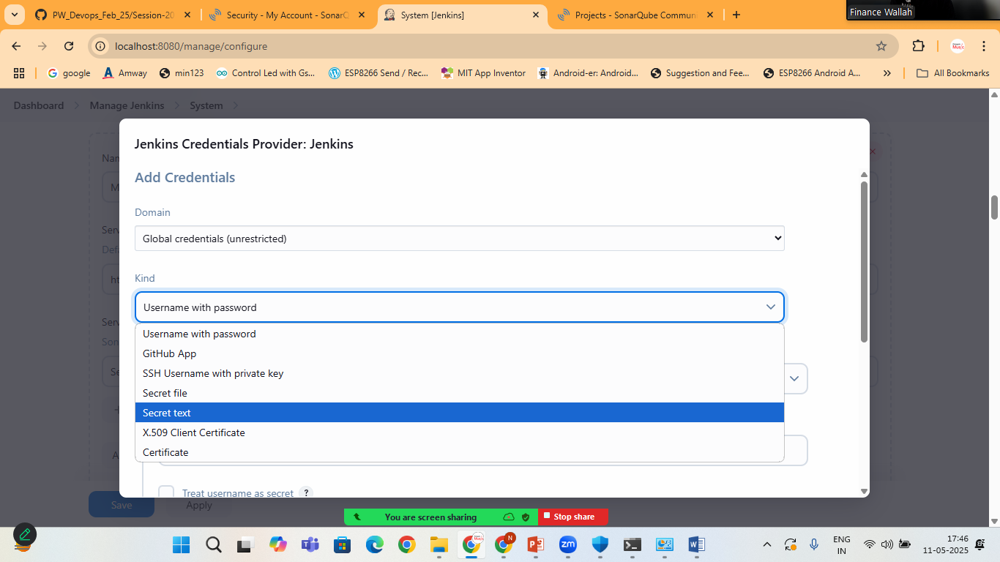 PW_Devops_Feb_25/Session-20
Security - My Account - SonarQ
System [Jenkins]
Projects - SonarQube Commun
Finance Wallah
localhost:8080/manage/configure
google
Amway
min123
Control Led with Gs...
ESP8266 Send / Rec...
MIT App Inventor
Android-er: Android...
Suggestion and Fee...
ESP8266 Android A...
All Bookmarks
Dashboard
Manage Jenkins
System
Jenkins Credentials Provider: Jenkins
Add Credentials
Domain
Global credentials (unrestricted)
Kind
Username with password
Username with password
GitHub App
SSH Username with private key
Secret file
Secret text
X.509 Client Certificate
Certificate
Treat username as secret ?
Save
Apply
You are screen sharing
Stop share
ENG
IN
17:46
11-05-2025